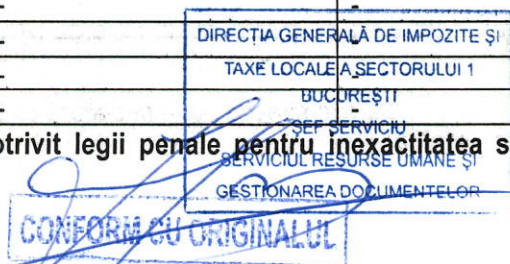 DIRECȚIA GENERALĂ DE IMPOZITE ȘI
TAXE LOCALE A SECTORULUI 1
BUCUREȘTI
ȘEF SERVICIU
otrivit legii penale pentru inexactitatea s
SERVICIUL RESURSE UMANE ȘI
GESTIONAREA DOCUMENTELOR
CONFORM CU ORIGINALUL